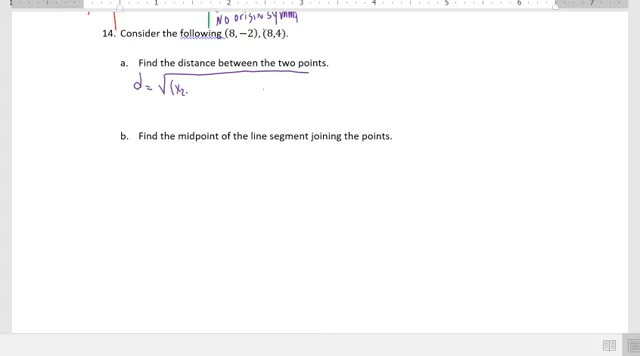 No origin symm
14. Consider the following (8, −2), (8,4).
a. Find the distance between the two points.
d = √(x₂
b. Find the midpoint of the line segment joining the points.